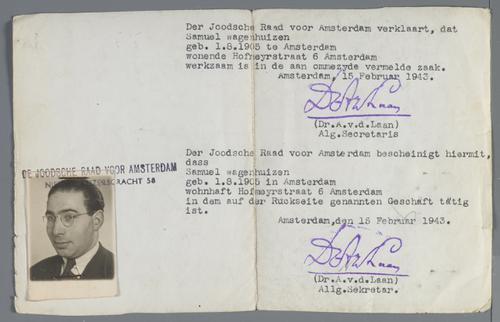 Der Joodsche Raad voor Amsterdam verklaart, dat
Samuel wagenhuizen
geb. 1.8.1905 te Amsterdam
wonende Hofmeyrstraat 6 Amsterdam
werkzaam is in de aan ommezyde vermelde zaak.
Amsterdam, 15 Februar 1943.
(Dr.A.v.d.Laan)
Alg.Secretaris
Der Joodsche Raad voor Amsterdam bescheinigt hiermit,
dass
Samuel wagenhuizen
geb. 1.8.1905 in Amsterdam
wohnhaft Hofmeyrstraat 6 Amsterdam
in dem auf der Rückseite genannten Geschäft tätig
ist.
Amsterdam,den 15 Februar 1943.
(Dr.A.v.d.Laan)
Allg.Sekretar.
DE JOODSCHE RAAD VOOR AMSTERDAM
58